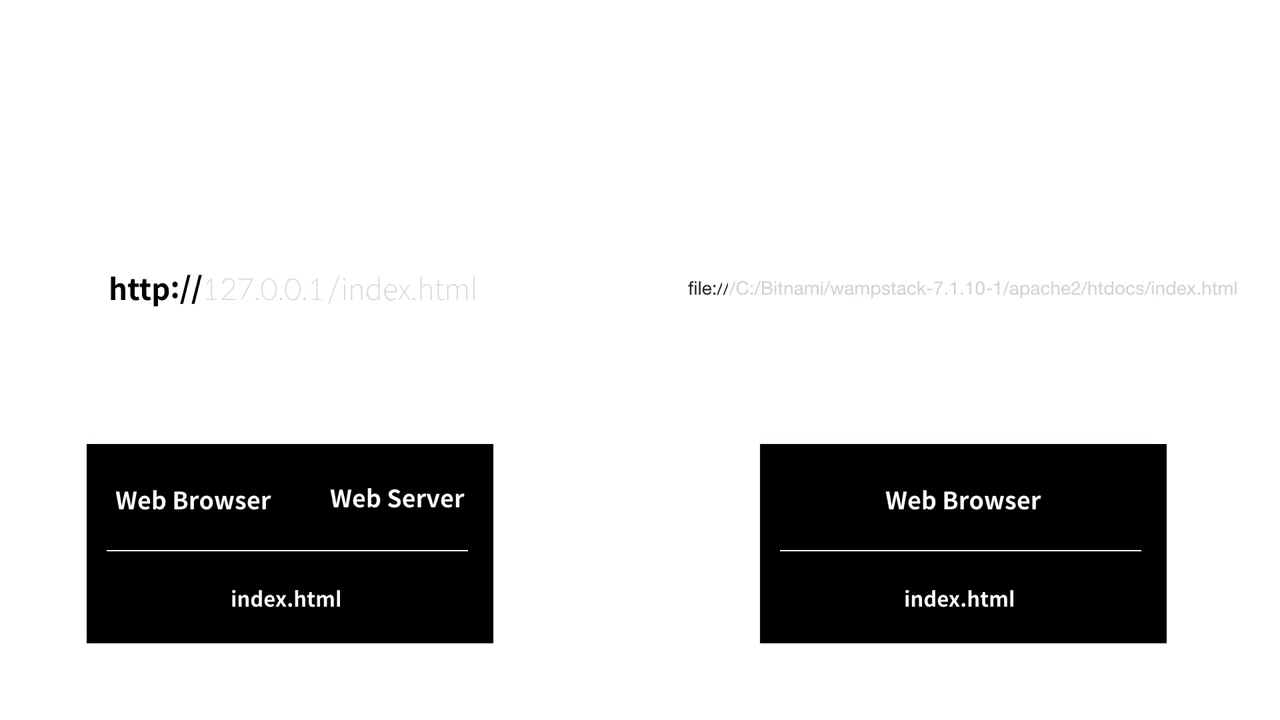 http://127.0.0.1/index.html
file:///C:/Bitnami/wampstack-7.1.10-1/apache2/htdocs/index.html
Web Browser
Web Server
index.html
Web Browser
index.html